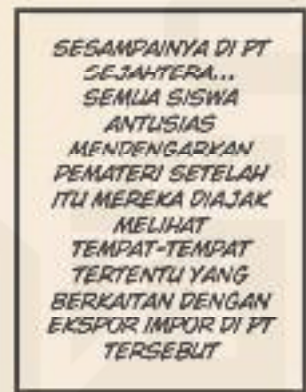 SESAMPAINYA DI PT
SEJAHTERA...
SEMUA SISWA
ANTUSIAS
MENDENGARKAN
PEMATERI SETELAH
ITU MEREKA DIAJAK
MELIHAT
TEMPAT-TEMPAT
TERTENTU YANG
BERKAITAN DENGAN
EKSPOR IMPOR DI PT
TERSEBUT